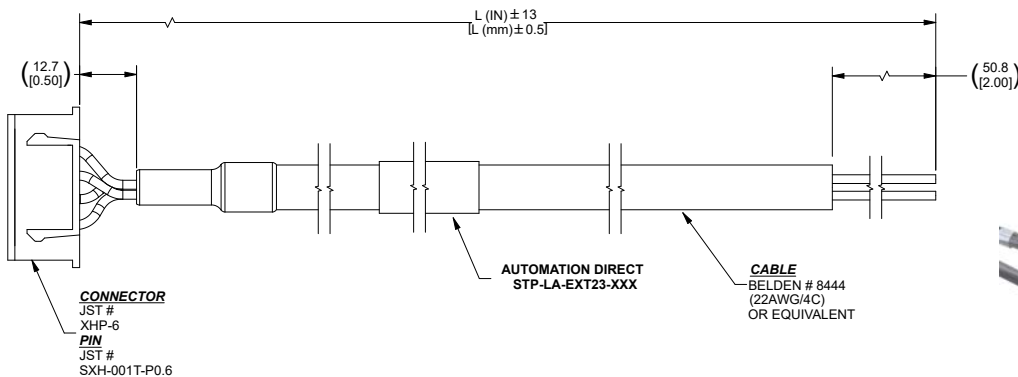 L (IN) ± 13
[L (mm) ± 0.5]
(12.7
[0.50])
(50.8
[2.00])
AUTOMATION DIRECT
STP-LA-EXT23-XXX
CABLE
BELDEN # 8444
(22AWG/4C)
OR EQUIVALENT
CONNECTOR
JST #
XHP-6
PIN
JST #
SXH-001T-P0.6